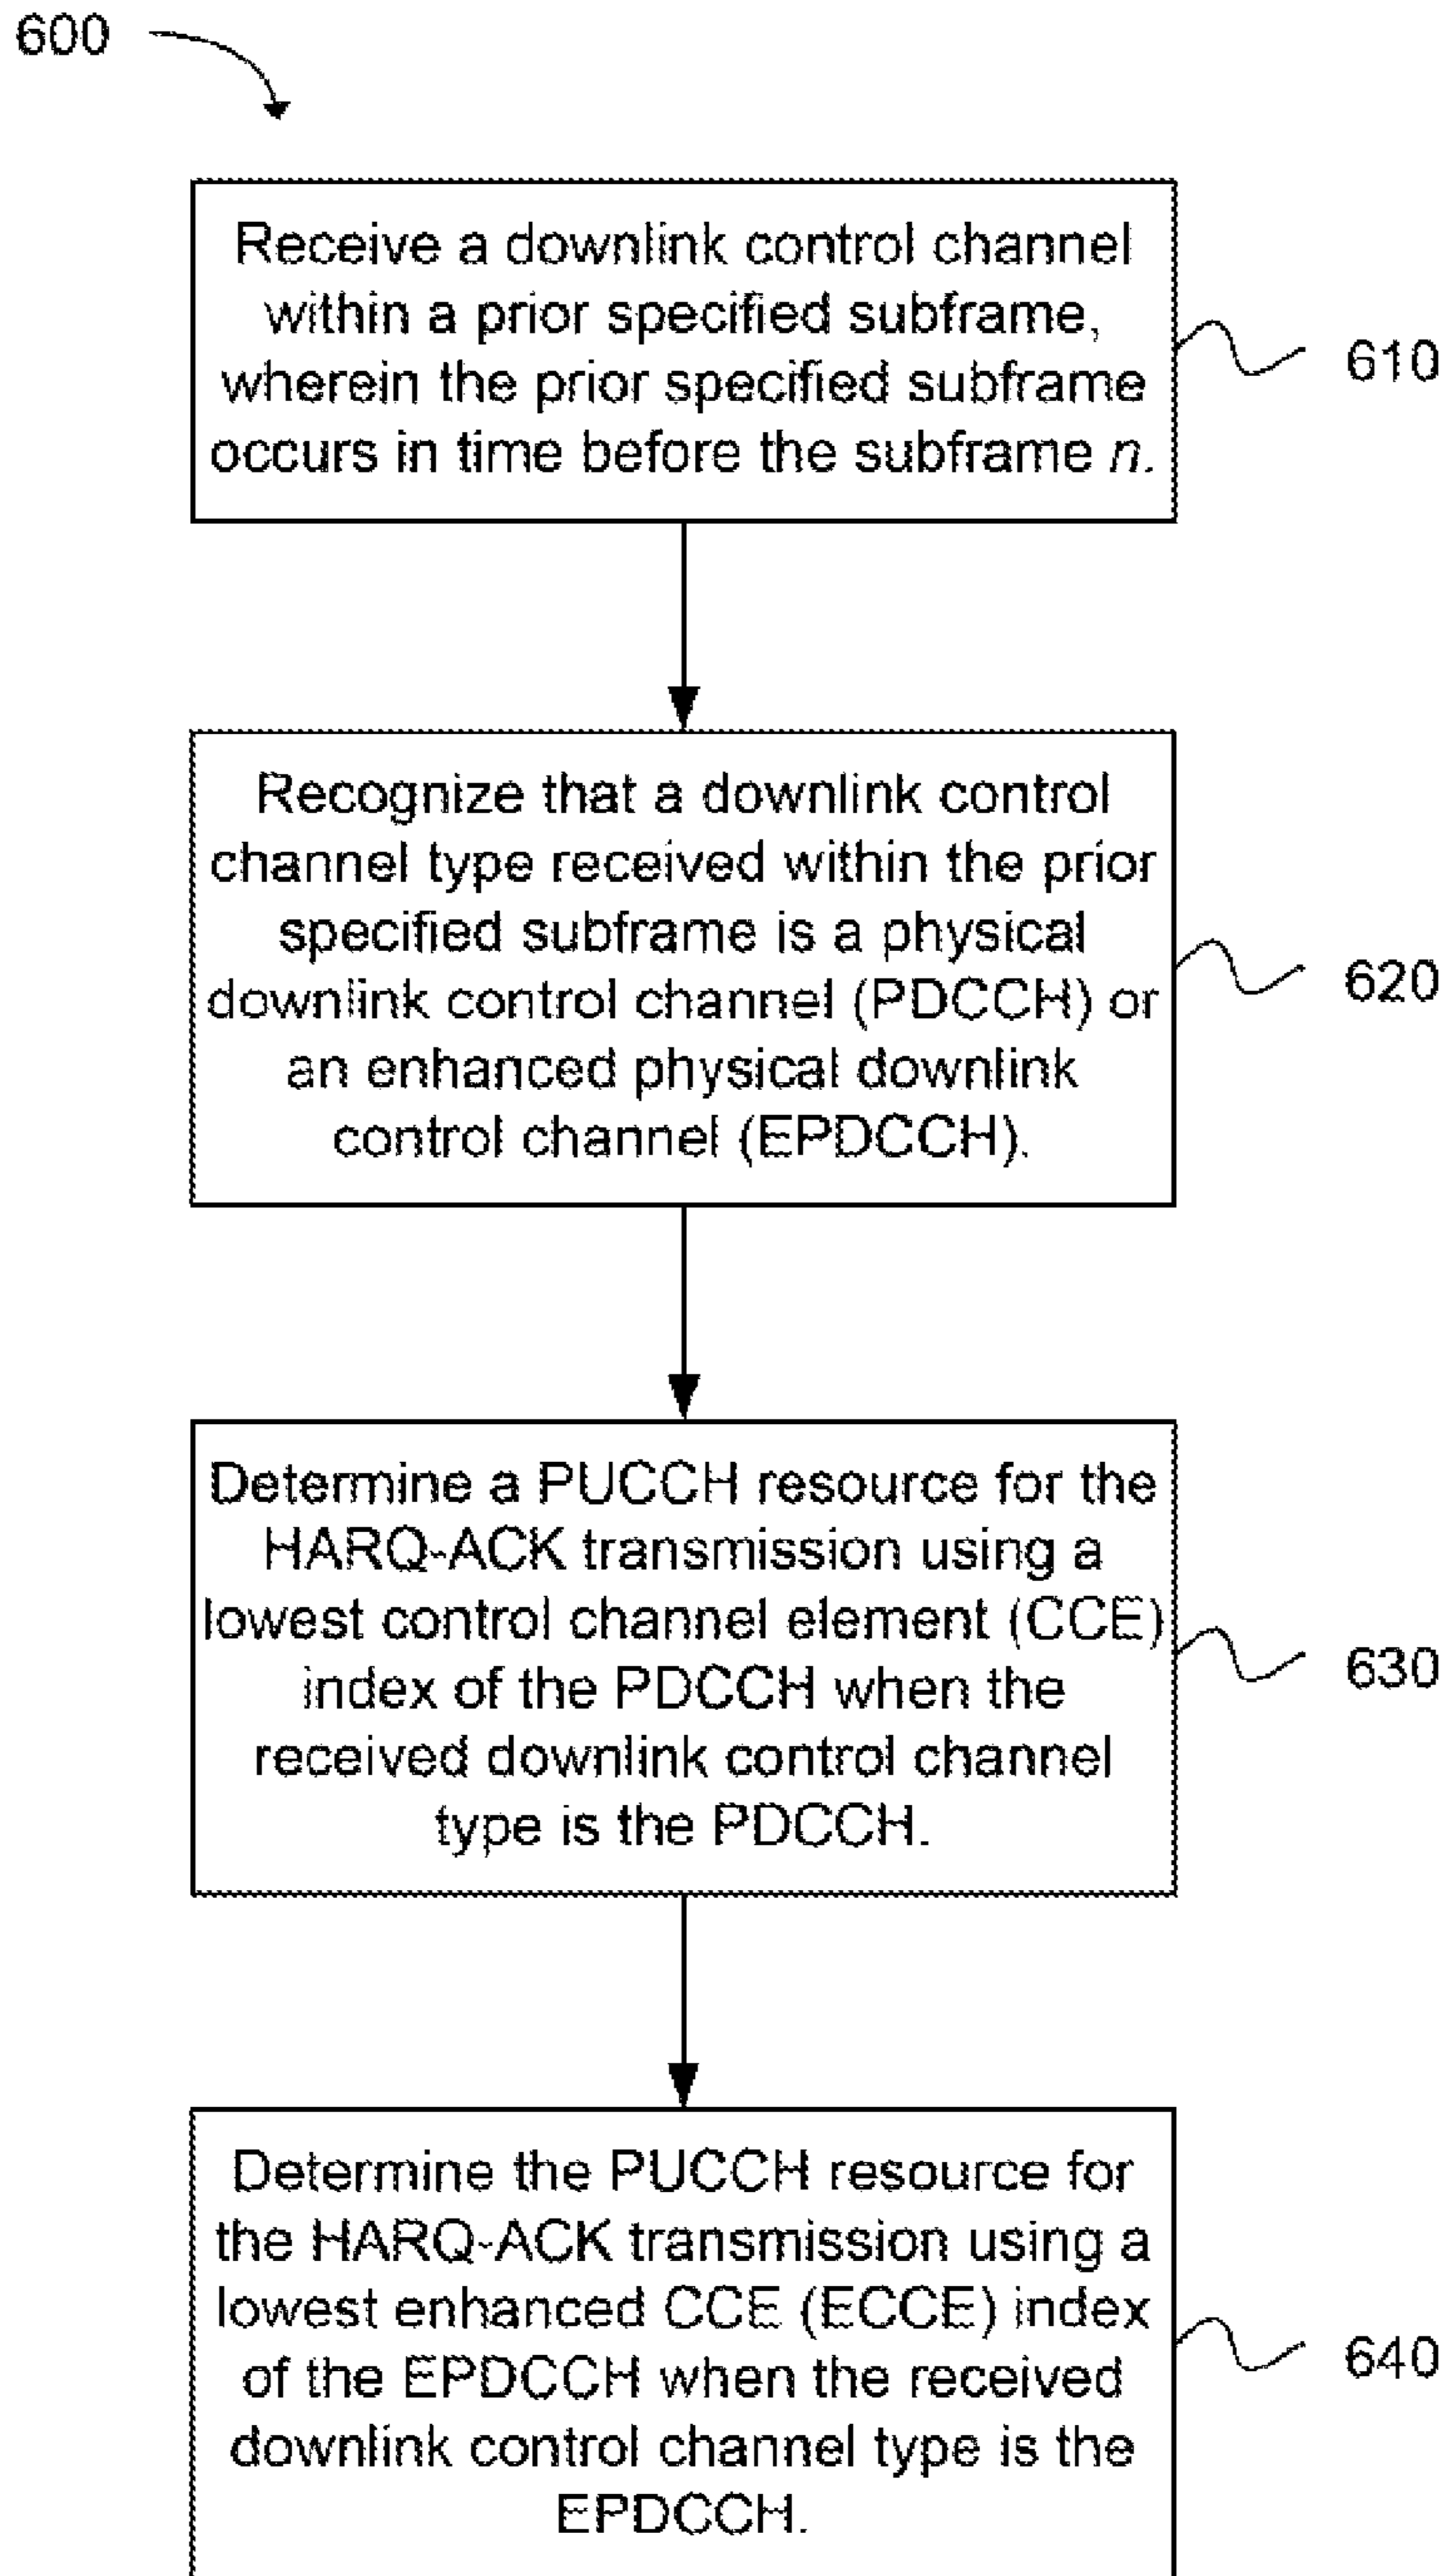 600
Receive a downlink control channel
within a prior specified subframe,
wherein the prior specified subframe
occurs in time before the subframe n.
610
Recognize that a downlink control
channel type received within the prior
specified subframe is a physical
downlink control channel (PDCCH) or
an enhanced physical downlink
control channel (EPDCCH).
620
Determine a PUCCH resource for the
HARQ-ACK transmission using a
lowest control channel element (CCE)
index of the PDCCH when the
received downlink control channel
type is the PDCCH.
630
Determine the PUCCH resource for
the HARQ-ACK transmission using a
lowest enhanced CCE (ECCE) index
of the EPDCCH when the received
downlink control channel type is the
EPDCCH.
640